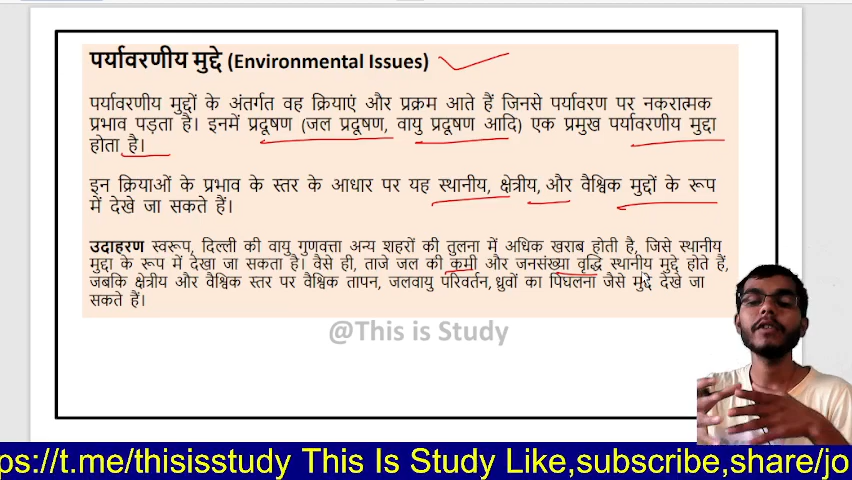 पर्यावरणीय मुद्दे (Environmental Issues)
पर्यावरणीय मुद्दों के अंतर्गत वह क्रियाएं और प्रक्रम आते हैं जिनसे पर्यावरण पर नकारात्मक
प्रभाव पड़ता है। इनमें प्रदूषण (जल प्रदूषण, वायु प्रदूषण आदि) एक प्रमुख पर्यावरणीय मुद्दा
होता है।
इन क्रियाओं के प्रभाव के स्तर के आधार पर यह स्थानीय, क्षेत्रीय, और वैश्विक मुद्दों के रूप
में देखे जा सकते हैं।
उदाहरण स्वरूप, दिल्ली की वायु गुणवत्ता अन्य शहरों की तुलना में अधिक खराब होती है, जिसे स्थानीय
मुद्दा के रूप में देखा जा सकता है। वैसे ही, ताजे जल की कमी और जनसंख्या वृद्धि स्थानीय मुद्दे होते हैं,
जबकि क्षेत्रीय और वैश्विक स्तर पर वैश्विक तापन, जलवायु परिवर्तन, ध्रुवों का पिघलना जैसे मुद्दे देखे जा
सकते हैं।
@This is Study
ps://t.me/thisisstudy This Is Study Like,subscribe,share/jo